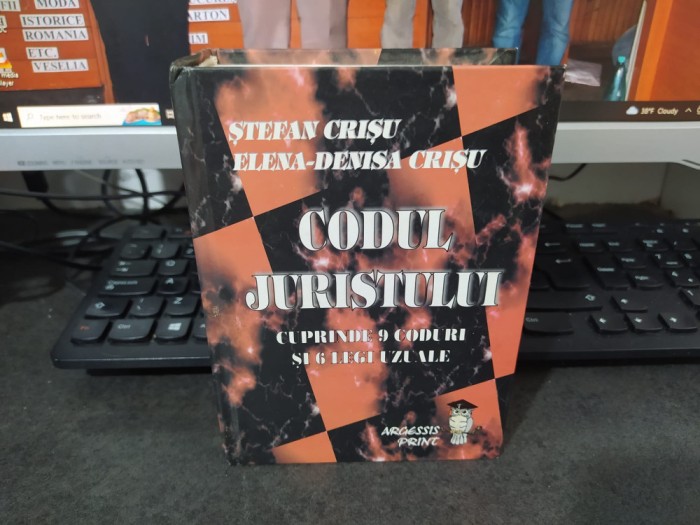 MODA
ISTORICE
ROMANIA
ETC.
VESELIA
ARTON
Type here to search
38°F Cloudy
ȘTEFAN CRIȘU
ELENA-DENISA CRIȘU
CODUL
JURISTULUI
CUPRINDE 9 CODURI
ȘI 6 LEGI UZUALE
ARGESSIS
PRINT